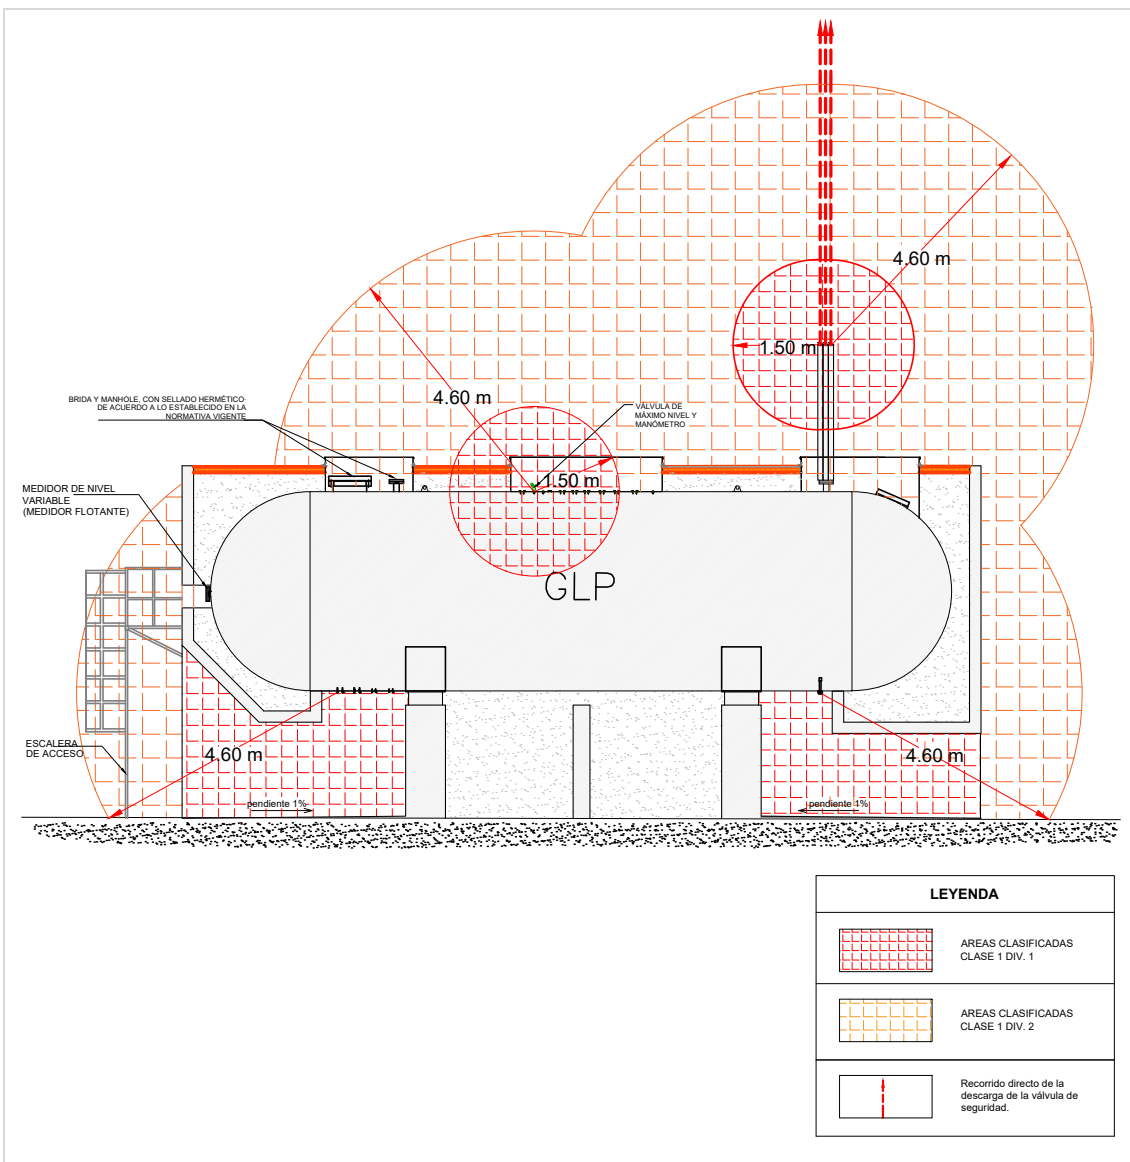 4.60 m
1.50 m
4.60 m
BRIDA Y MANHOLE, CON SELLADO HERMÉTICO
DE ACUERDO A LO ESTABLECIDO EN LA
NORMATIVA VIGENTE
VÁLVULA DE
MÁXIMO NIVEL Y
MANÓMETRO
1.50 m
MEDIDOR DE NIVEL
VARIABLE
(MEDIDOR FLOTANTE)
GLP
ESCALERA
DE ACCESO
4.60 m
4.60 m
pendiente 1%
pendiente 1%
LEYENDA
AREAS CLASIFICADAS
CLASE 1 DIV. 1
AREAS CLASIFICADAS
CLASE 1 DIV. 2
Recorrido directo de la
descarga de la válvula de
seguridad.